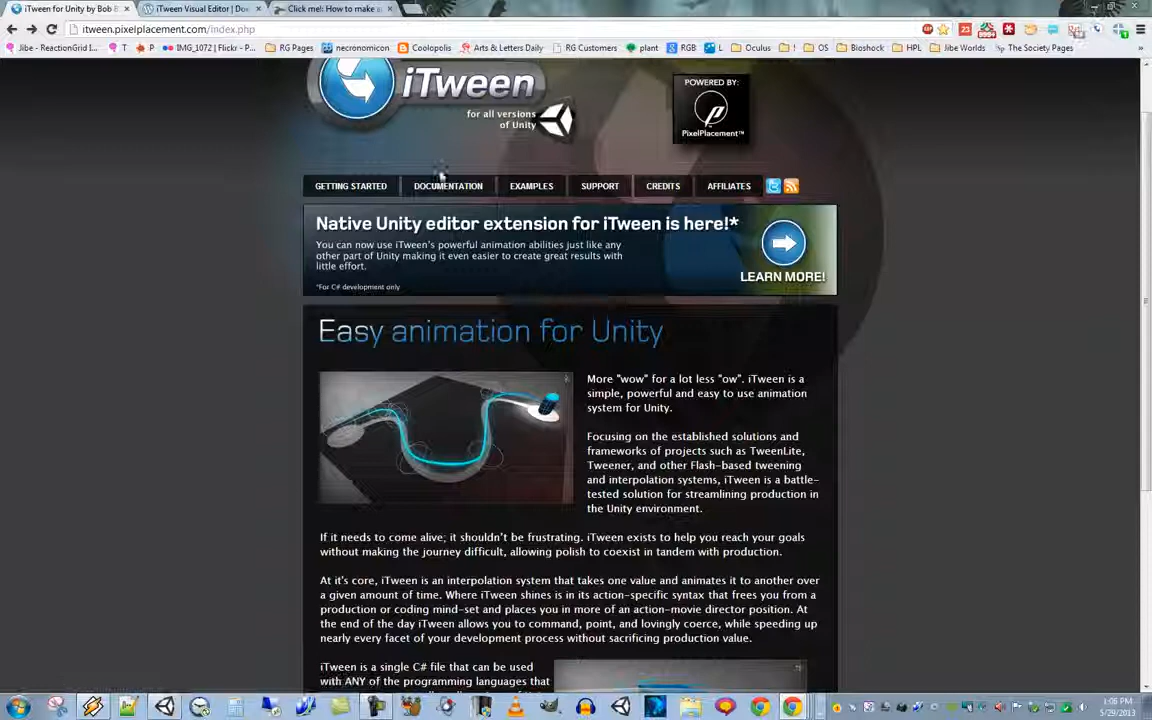 iTween for Unity by Bob B
iTween Visual Editor | Do
Click me!: How to make
itween.pixelplacement.com/index.php
Jibe - ReactionGrid I...
T
P
IMG_1072 | Flickr - P...
RG Pages
necronomicon
Coolopolis
Arts & Letters Daily
RG Customers
plant
RGB
L
Oculus
!
OS
Bioshock
HPL
Jibe Worlds
The Society Pages
iTween
for all versions
of Unity
POWERED BY:
PixelPlacement™
GETTING STARTED
DOCUMENTATION
EXAMPLES
SUPPORT
CREDITS
AFFILIATES
Native Unity editor extension for iTween is here!*
You can now use iTween's powerful animation abilities just like any
other part of Unity making it even easier to create great results with
little effort.
*For C# development only
LEARN MORE!
Easy animation for Unity
More "wow" for a lot less "ow". iTween is a
simple, powerful and easy to use animation
system for Unity.
Focusing on the established solutions and
frameworks of projects such as TweenLite,
Tweener, and other Flash-based tweening
and interpolation systems, iTween is a battle-
tested solution for streamlining production in
the Unity environment.
If it needs to come alive; it shouldn't be frustrating. iTween exists to help you reach your goals
without making the journey difficult, allowing polish to coexist in tandem with production.
At it's core, iTween is an interpolation system that takes one value and animates it to another over
a given amount of time. Where iTween shines is in its action-specific syntax that frees you from a
production or coding mind-set and places you in more of an action-movie director position. At
the end of the day iTween allows you to command, point, and lovingly coerce, while speeding up
nearly every facet of your development process without sacrificing production value.
iTween is a single C# file that can be used
with ANY of the programming languages that
1:06 PM
5/29/2013